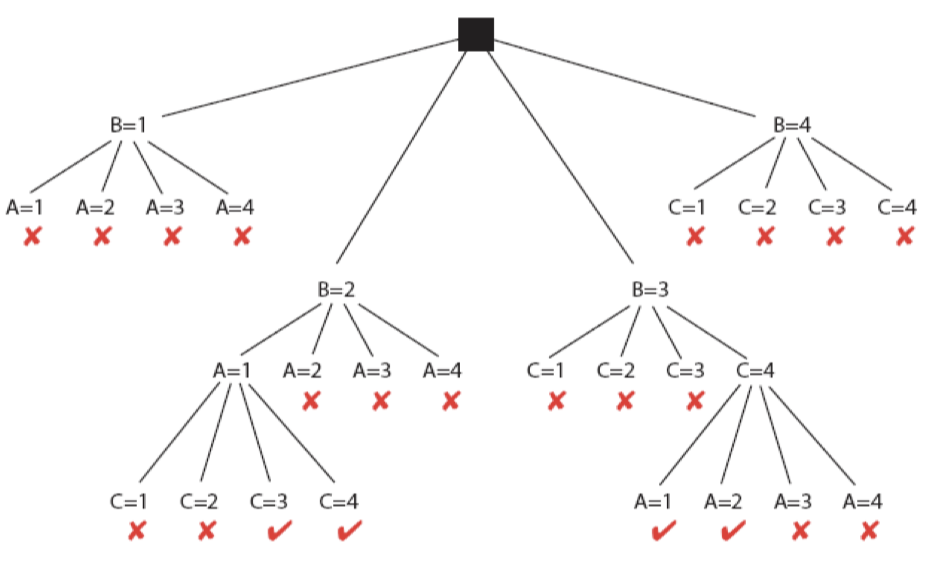 B=1 B=4
A=1 A=2 A=3 A=4 C=1 C=2 C=3 C=4
B=2 B=3
A=1 A=2 A=3 A=4 C=1 C=2 C=3 C=4
C=1 C=2 C=3 C=4 A=1 A=2 A=3 A=4